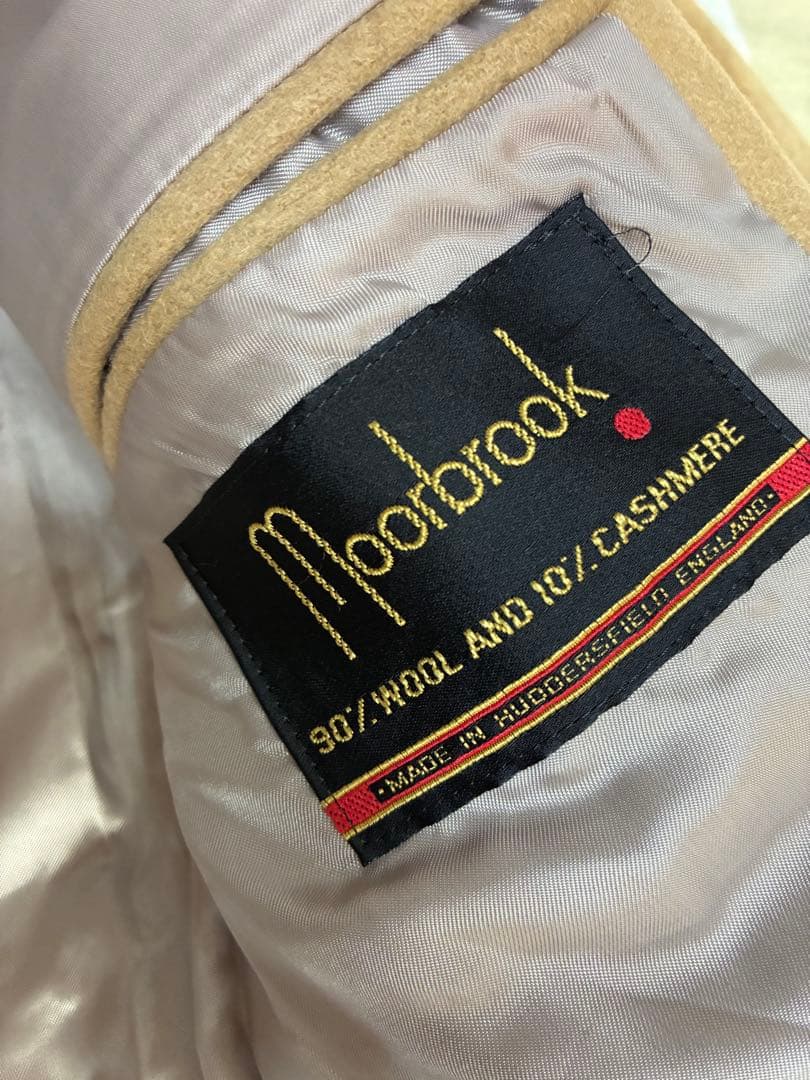 Moorbrook
90% WOOL AND 10% CASHMERE
·MADE IN HUDDERSFIELD ENGLAND·